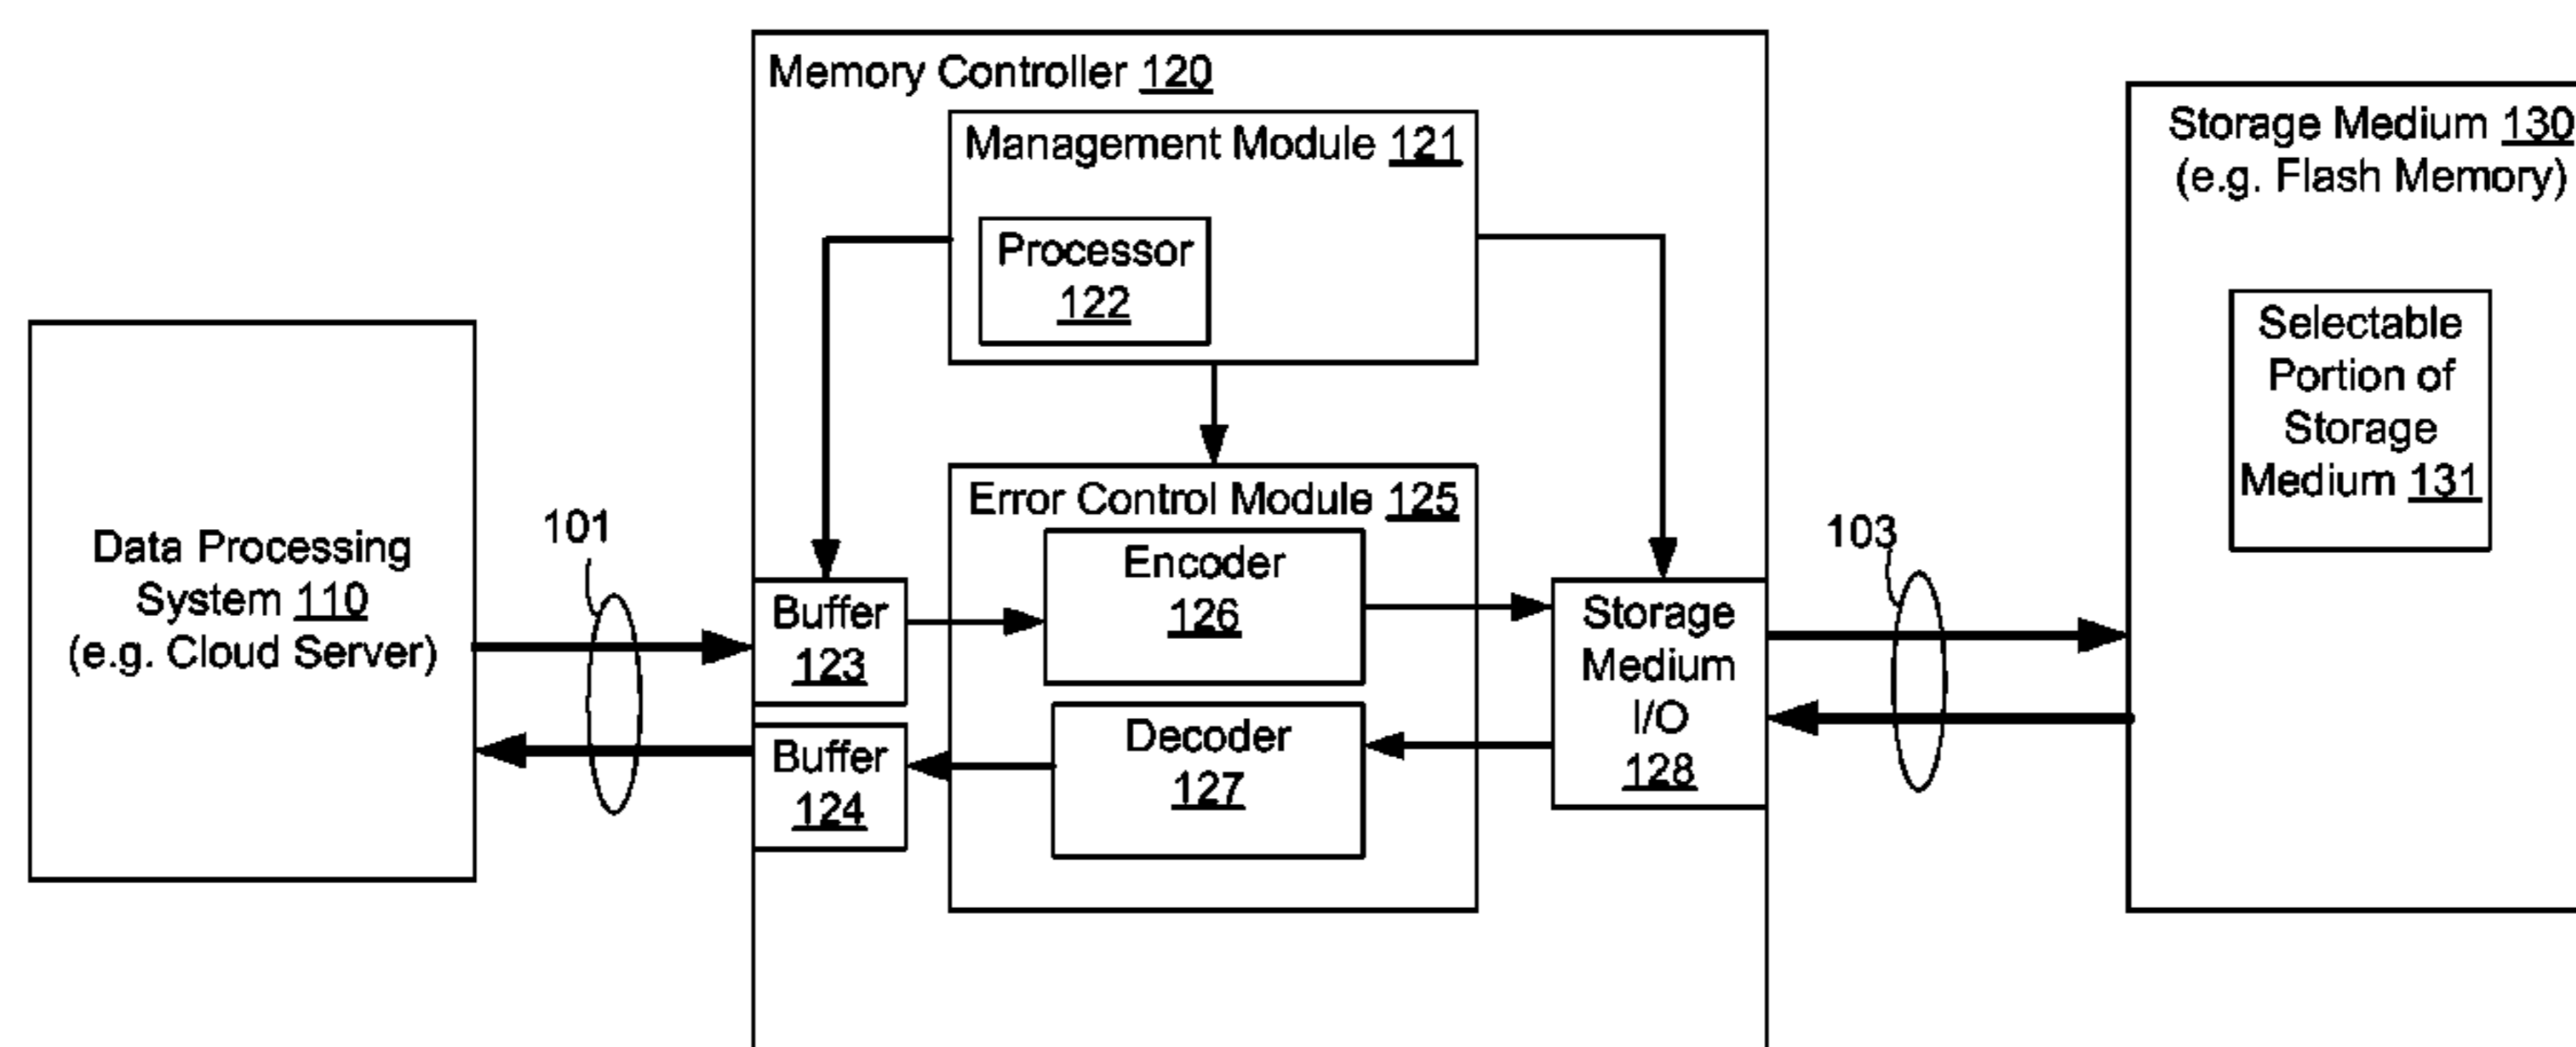 Memory Controller 120
Management Module 121
Processor
122
Storage Medium 130
(e.g. Flash Memory)
Selectable
Portion of
Storage
Medium 131
Data Processing
System 110
(e.g. Cloud Server)
101
Error Control Module 125
Encoder
126
Buffer
123
Decoder
127
Buffer
124
Storage
Medium
I/O
128
103